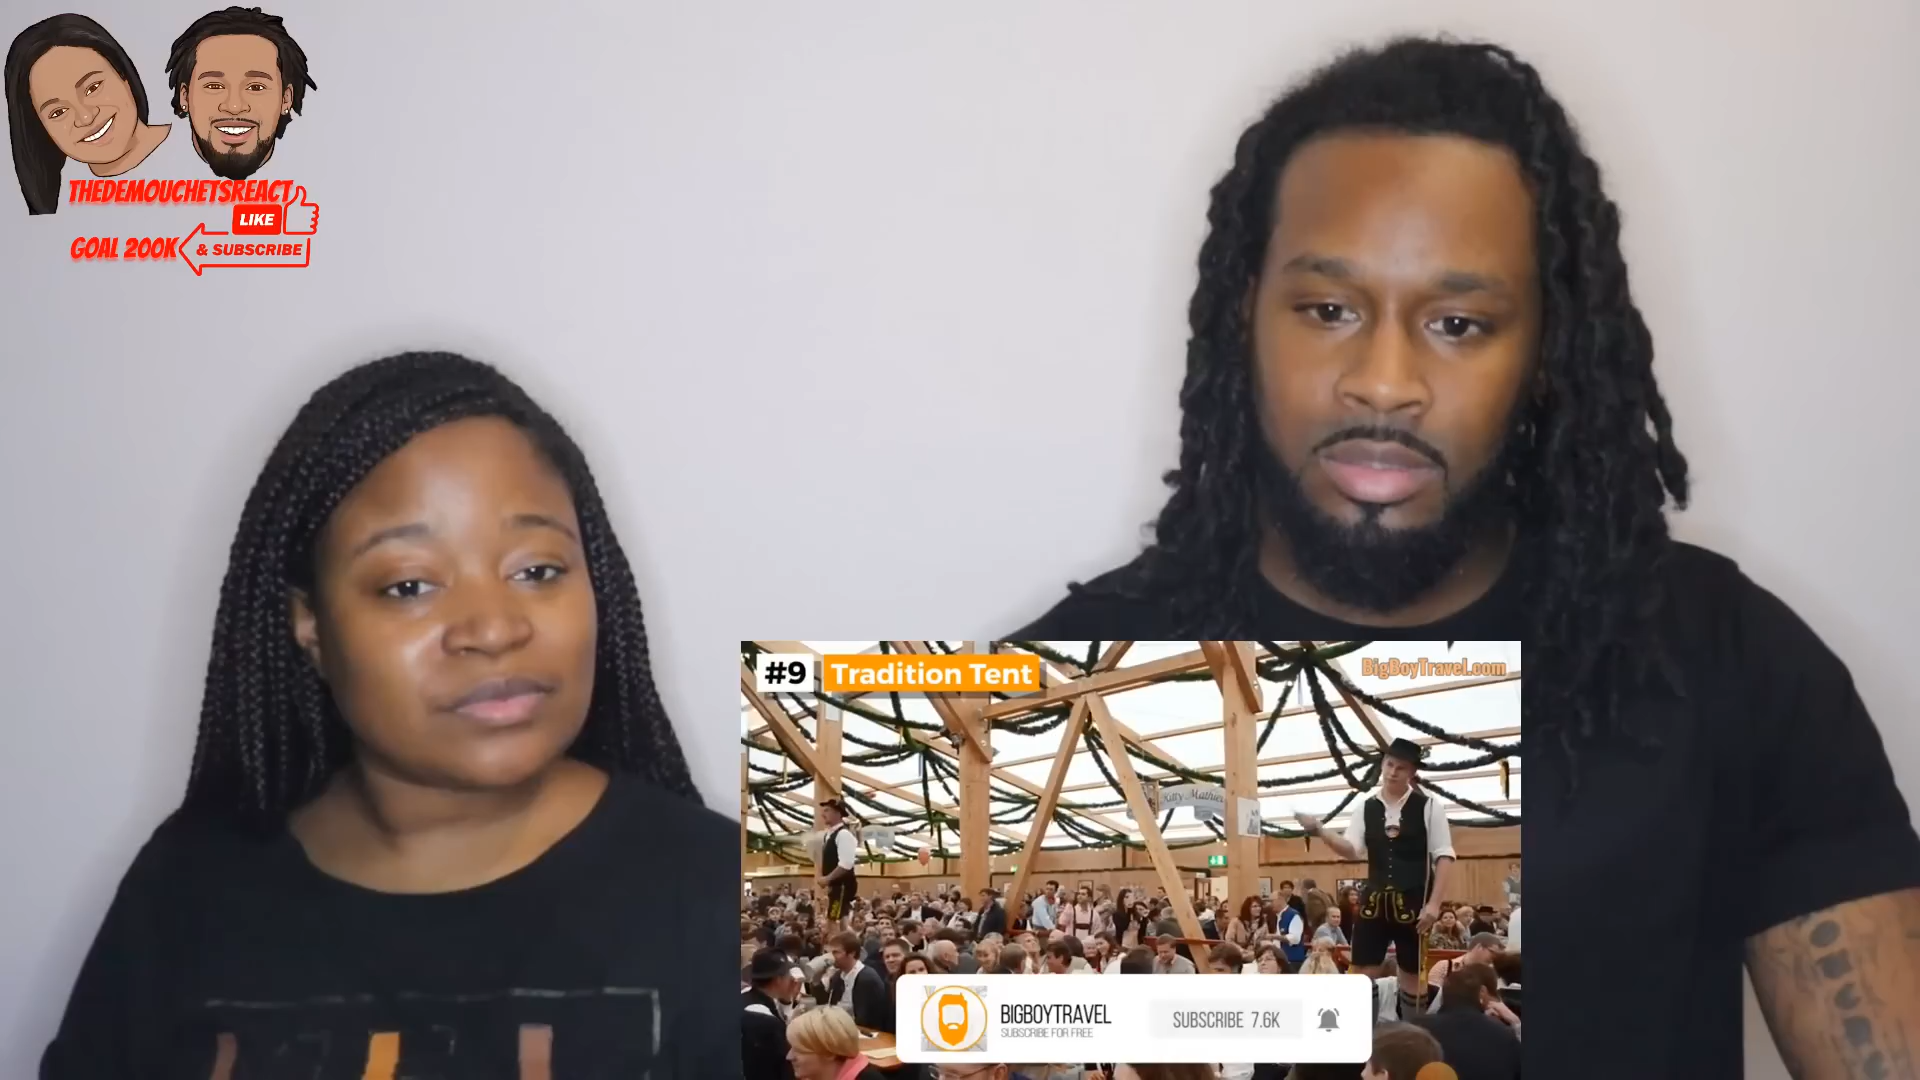 THEDEMOUCHETSREACT
LIKE
GOAL 200K
& SUBSCRIBE
#9 Tradition Tent
BigBoyTravel.com
BIGBOYTRAVEL
SUBSCRIBE FOR FREE
SUBSCRIBE 7.6K